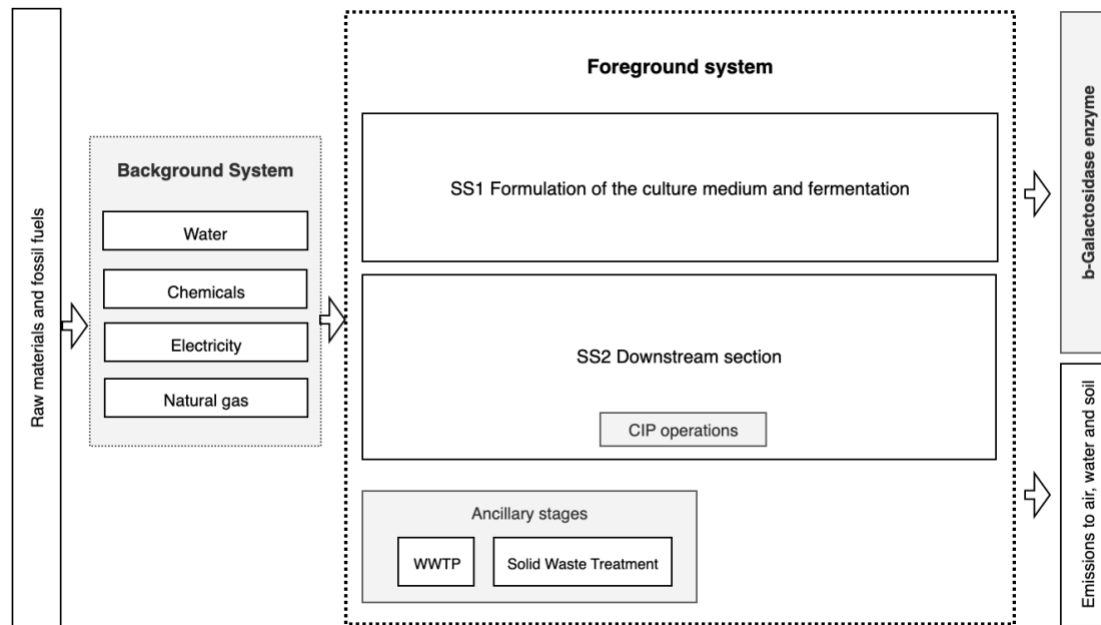 Raw materials and fossil fuels
Background System
Water
Chemicals
Electricity
Natural gas
Foreground system
SS1 Formulation of the culture medium and fermentation
SS2 Downstream section
CIP operations
Ancillary stages
WWTP
Solid Waste Treatment
b-Galactosidase enzyme
Emissions to air, water and soil